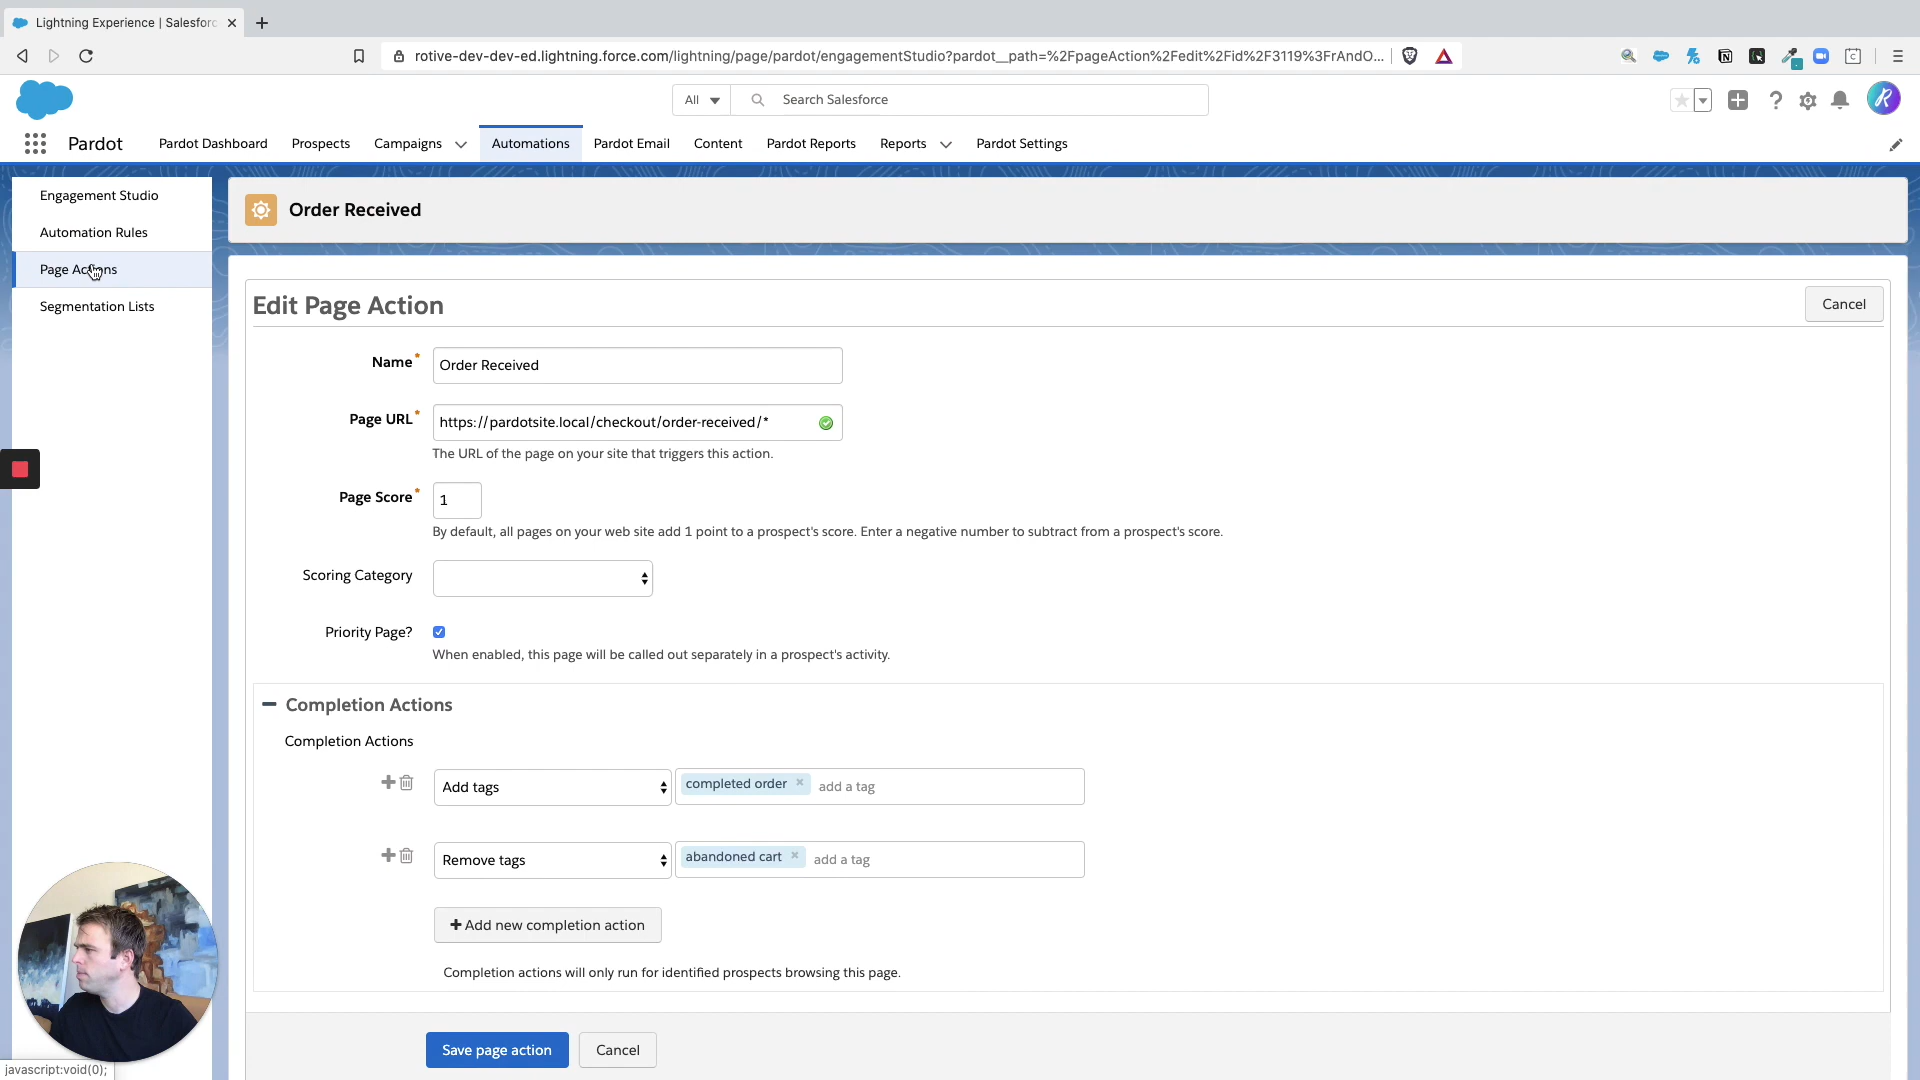 Lightning Experience | Salesforc
rotive-dev-dev-ed.lightning.force.com/lightning/page/pardot/engagementStudio?pardot__path=%2FpageAction%2Fedit%2Fid%2F3119%3FrAndO...
All
Search Salesforce
Pardot
Pardot Dashboard
Prospects
Campaigns
Automations
Pardot Email
Content
Pardot Reports
Reports
Pardot Settings
Engagement Studio
Automation Rules
Page Actions
Segmentation Lists
Order Received
Edit Page Action
Cancel
Name*
Order Received
Page URL*
https://pardotsite.local/checkout/order-received/*
The URL of the page on your site that triggers this action.
Page Score*
1
By default, all pages on your web site add 1 point to a prospect's score. Enter a negative number to subtract from a prospect's score.
Scoring Category
Priority Page?
When enabled, this page will be called out separately in a prospect's activity.
Completion Actions
Completion Actions
Add tags
completed order × add a tag
Remove tags
abandoned cart × add a tag
+ Add new completion action
Completion actions will only run for identified prospects browsing this page.
Save page action
Cancel
javascript:void(0);